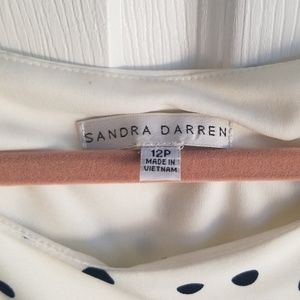 SANDRA DARREN
12P
MADE IN
VIETNAM